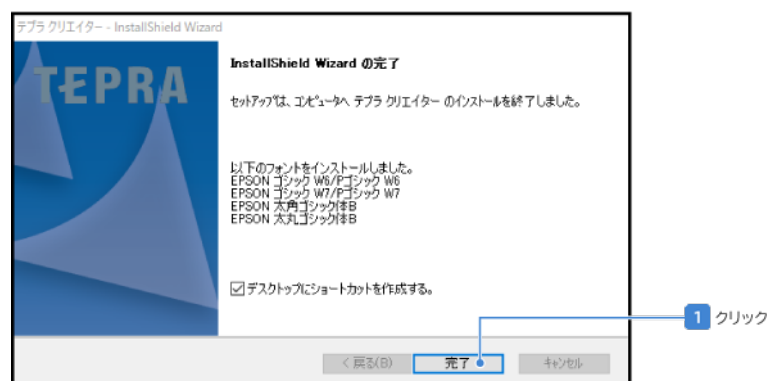 テプラ クリエイター - InstallShield Wizard
TEPRA
InstallShield Wizard の完了
セットアップは、コンピュータへ テプラ クリエイター のインストールを終了しました。
以下のフォントをインストールしました。
EPSON ゴシック W6/Pゴシック W6
EPSON ゴシック W7/Pゴシック W7
EPSON 太角ゴシック体B
EPSON 太丸ゴシック体B
デスクトップにショートカットを作成する。
1 クリック
< 戻る(B) 完了 キャンセル